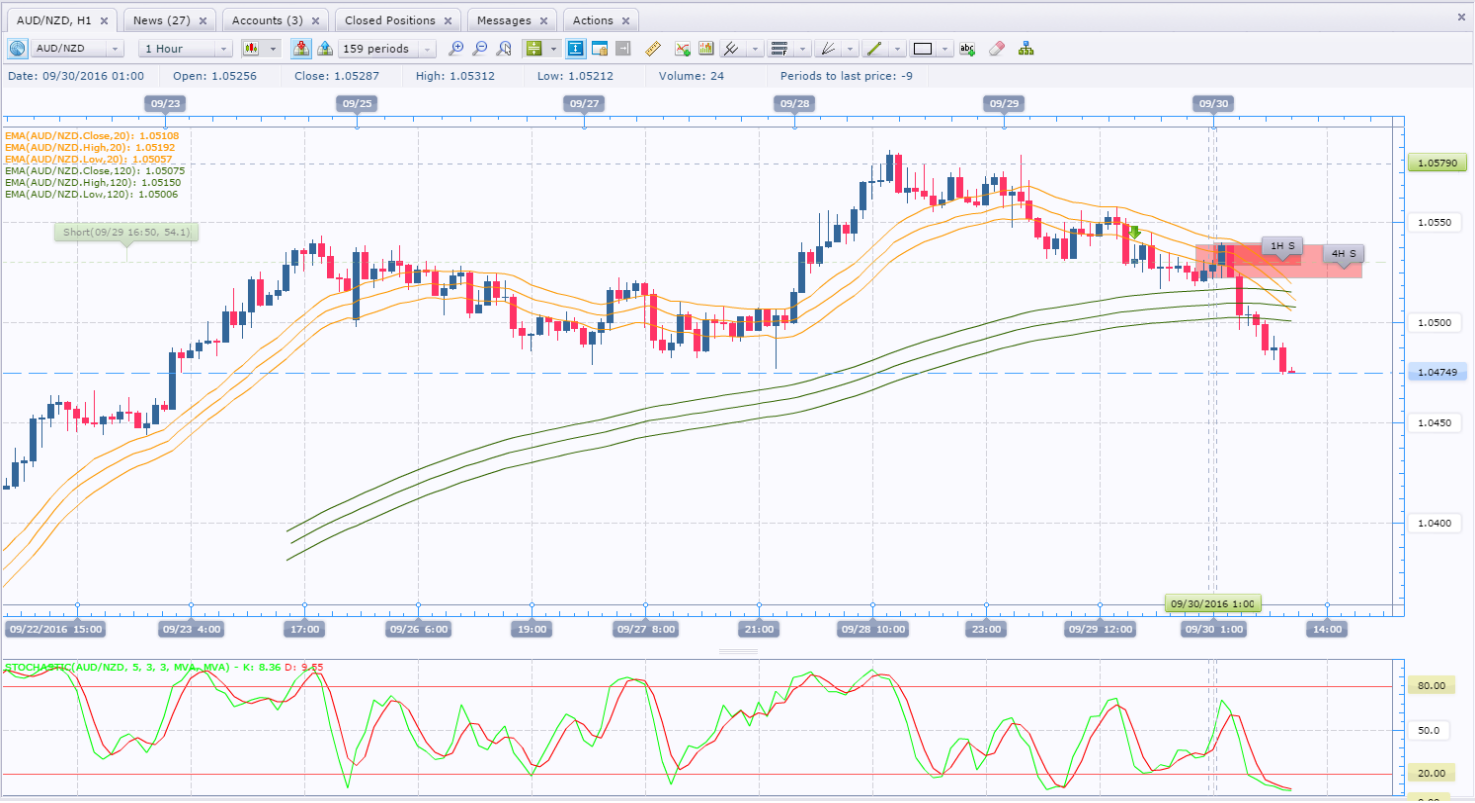 AUD/NZD, H1 News (27) Accounts (3) Closed Positions Messages Actions
AUD/NZD 1 Hour 159 periods abc
Date: 09/30/2016 01:00 Open: 1.05256 Close: 1.05287 High: 1.05312 Low: 1.05212 Volume: 24 Periods to last price: -9
09/23 09/25 09/27 09/28 09/29 09/30
EMA(AUD/NZD.Close,20): 1.05108
EMA(AUD/NZD.High,20): 1.05192
EMA(AUD/NZD.Low,20): 1.05057
EMA(AUD/NZD.Close,120): 1.05075
EMA(AUD/NZD.High,120): 1.05150
EMA(AUD/NZD.Low,120): 1.05006
1.05790
1.0550
Short(09/29 16:50, 54.1)
1H S
4H S
1.0500
1.04749
1.0450
1.0400
09/30/2016 1:00
09/22/2016 15:00 09/23 4:00 17:00 09/26 6:00 19:00 09/27 8:00 21:00 09/28 10:00 23:00 09/29 12:00 09/30 1:00 14:00
STOCHASTIC(AUD/NZD, 5, 3, 3, MVA, MVA) - K: 8.36 D: 9.55
80.00
50.0
20.00